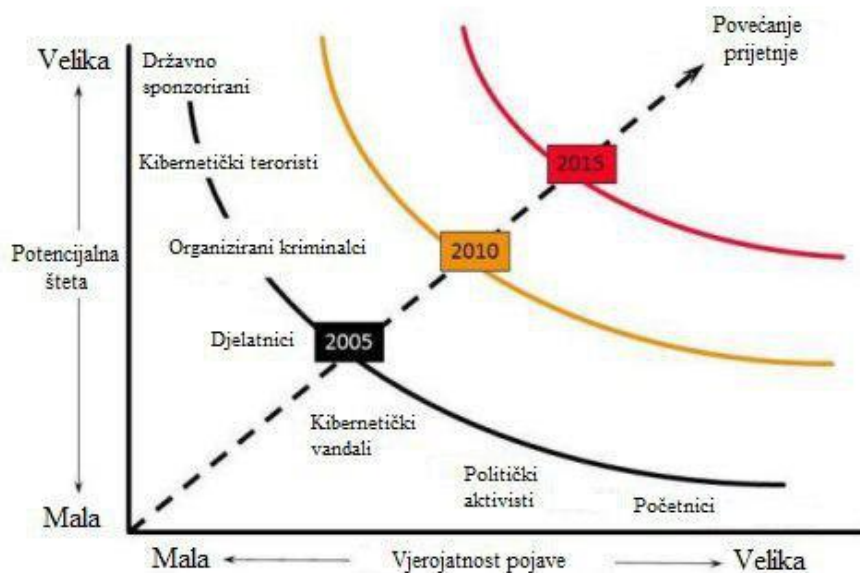 Povećanje
prijetnje
Velika
Državno
sponzorirani
Kibernetički teroristi
2015
Organizirani kriminalci
2010
Potencijalna
šteta
Djelatnici
2005
Kibernetički
vandali
Politički
aktivisti
Početnici
Mala
Mala
Vjerojatnost pojave
Velika